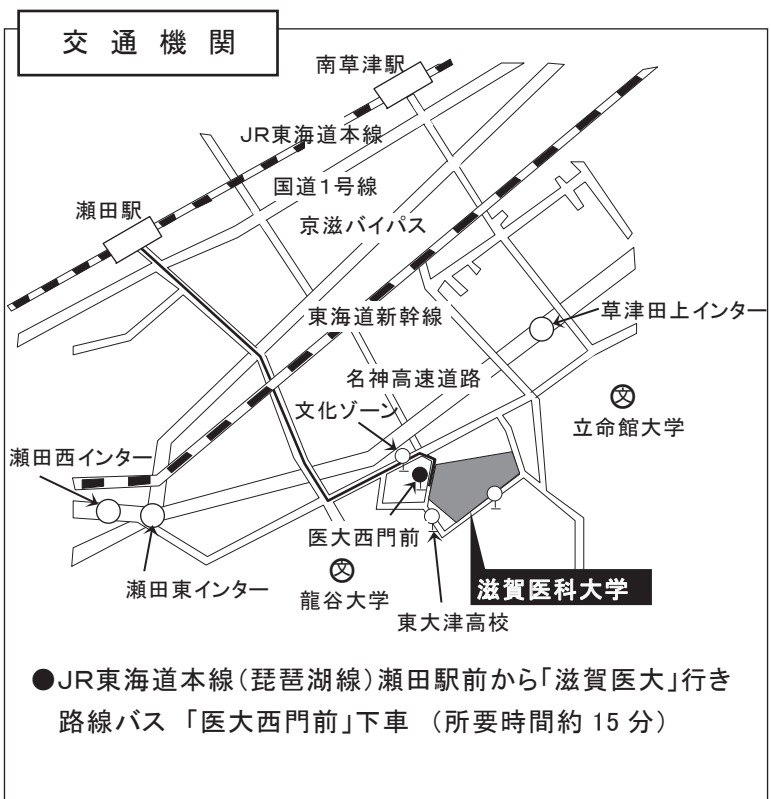 交通機関
南草津駅
JR東海道本線
国道1号線
瀬田駅
京滋バイパス
東海道新幹線
草津田上インター
名神高速道路
文化ゾーン
文
立命館大学
瀬田西インター
医大西門前
文
瀬田東インター
龍谷大学
滋賀医科大学
東大津高校
●JR東海道本線(琵琶湖線)瀬田駅前から「滋賀医大」行き
路線バス 「医大西門前」下車 (所要時間約 15 分)